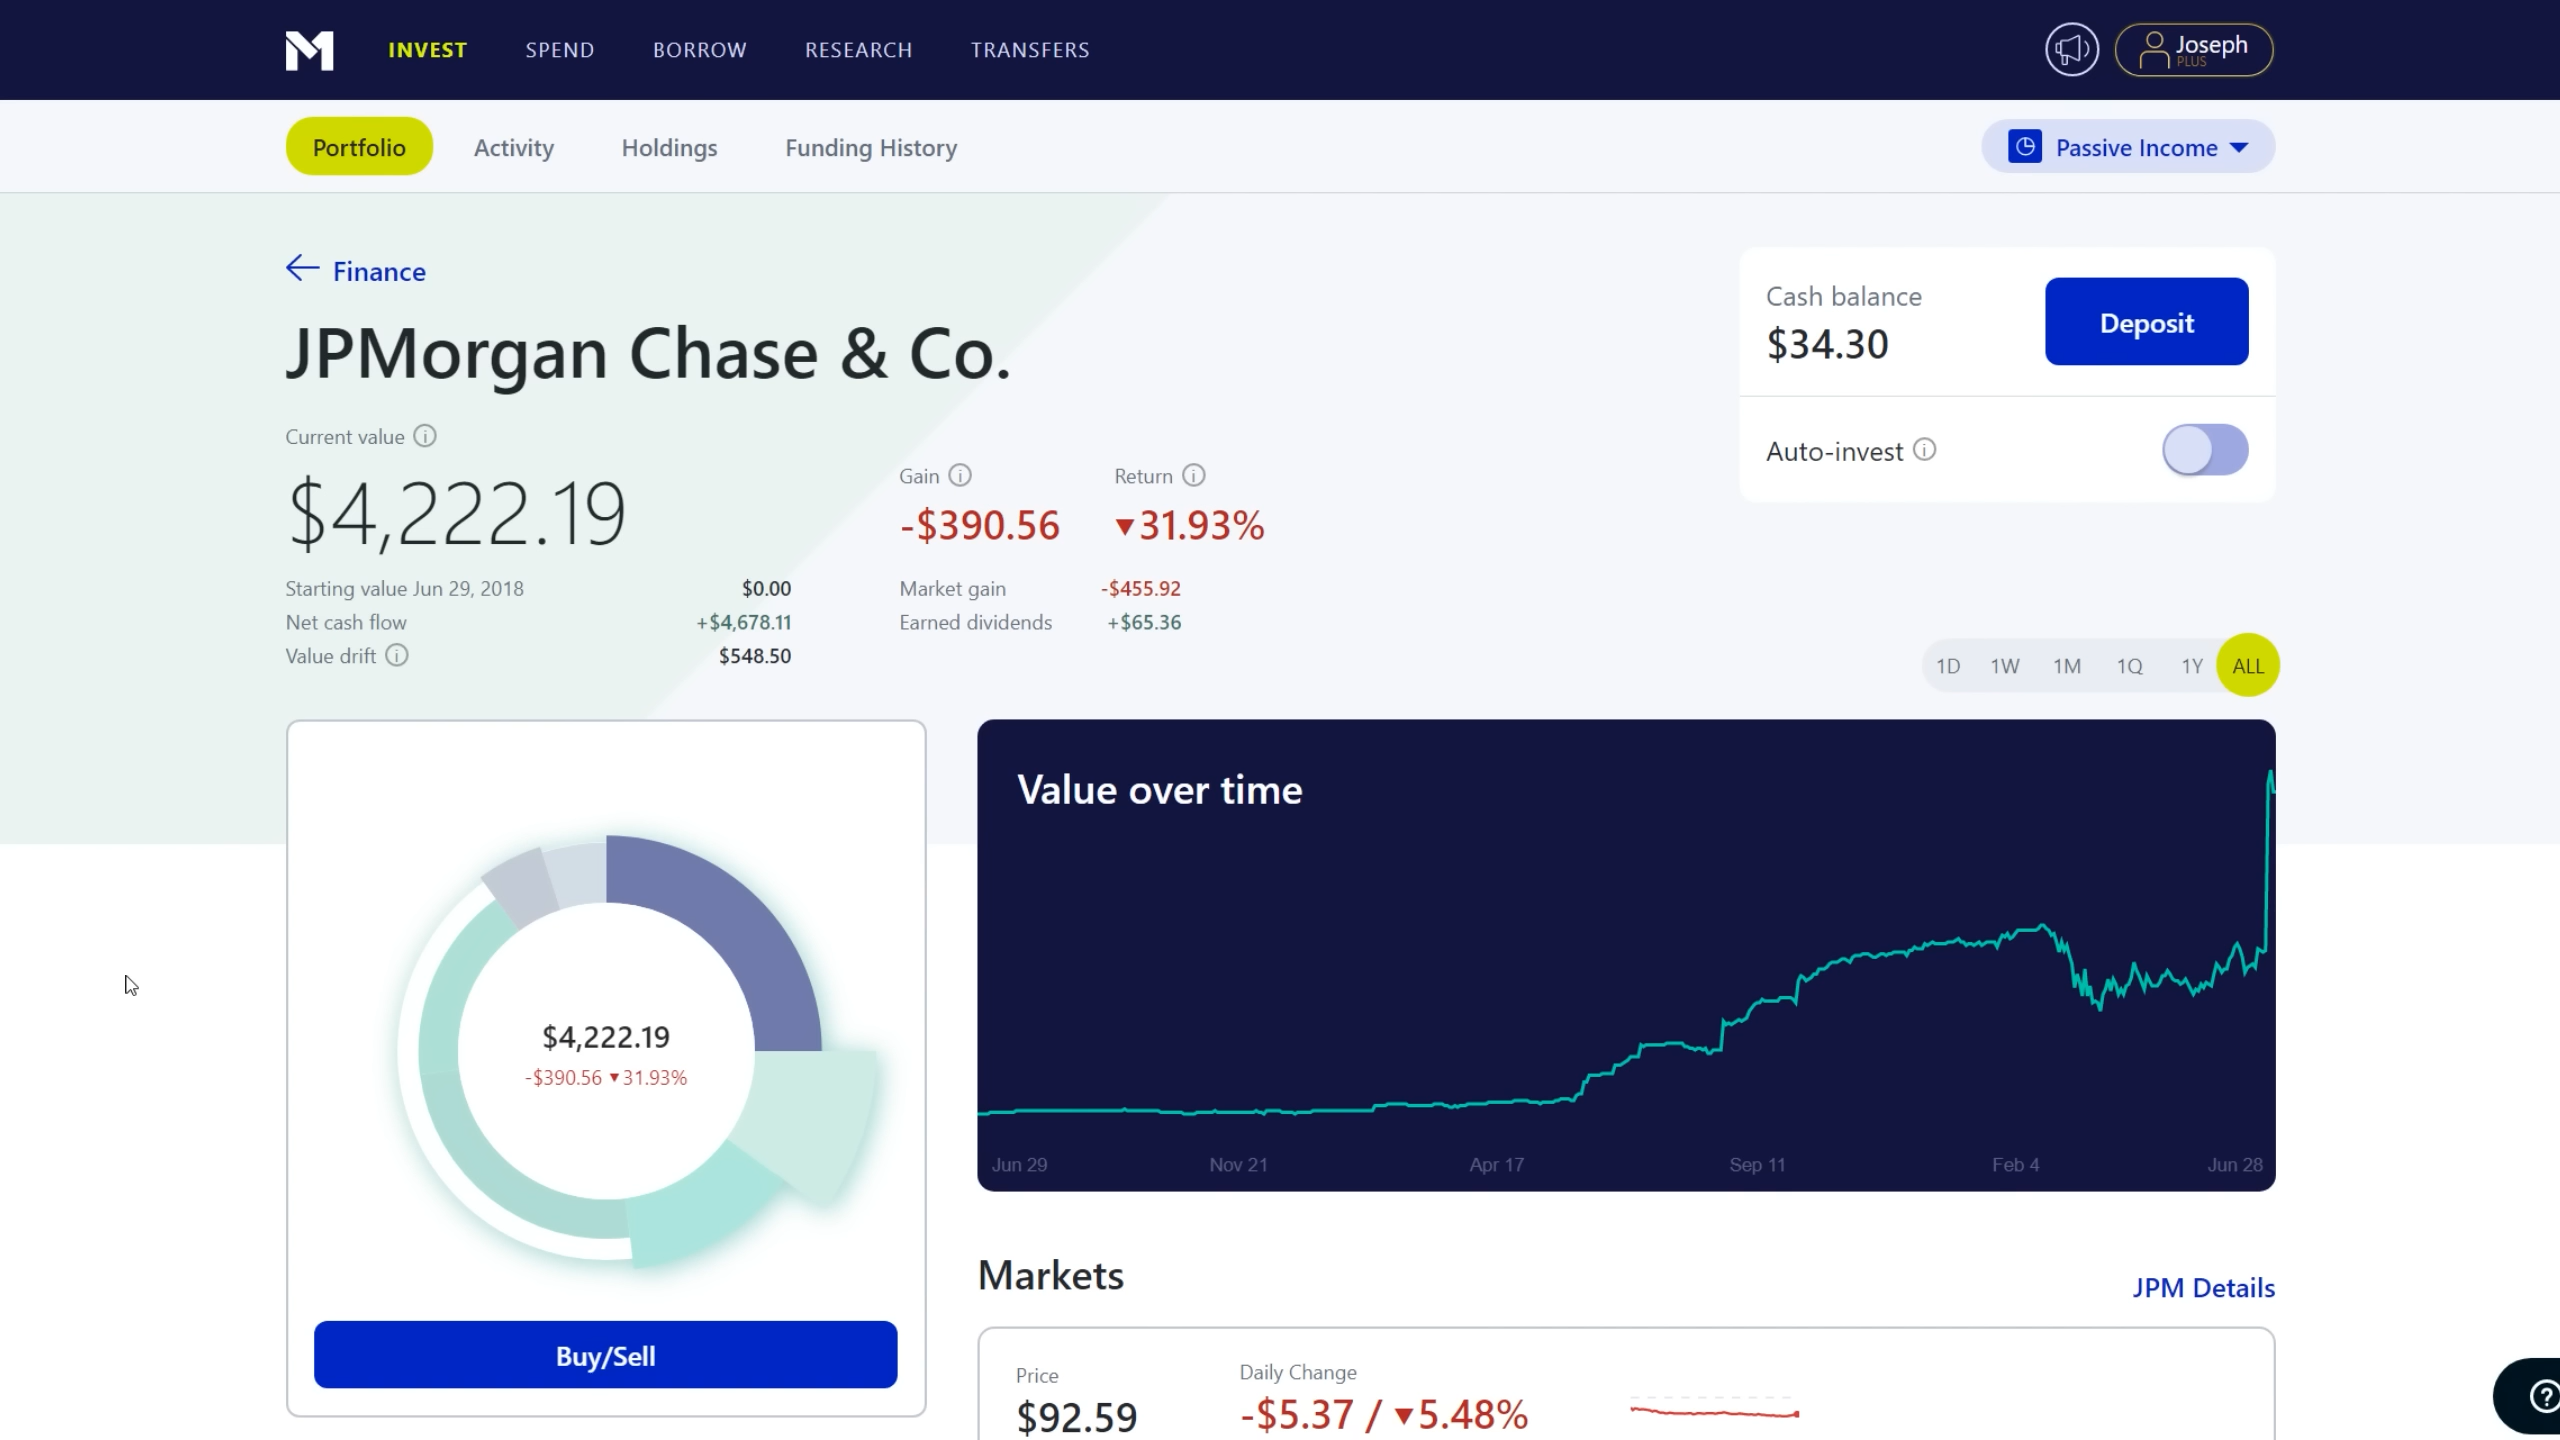 INVEST SPEND BORROW RESEARCH TRANSFERS
Joseph
PLUS
Portfolio Activity Holdings Funding History
Passive Income
Finance
JPMorgan Chase & Co.
Cash balance
$34.30
Deposit
Auto-invest
Current value
$4,222.19
Gain Return
-$390.56 ▼31.93%
Starting value Jun 29, 2018 $0.00
Net cash flow +$4,678.11
Value drift $548.50
Market gain -$455.92
Earned dividends +$65.36
1D 1W 1M 1Q 1Y ALL
$4,222.19
-$390.56 ▼31.93%
Buy/Sell
Value over time
Jun 29 Nov 21 Apr 17 Sep 11 Feb 4 Jun 28
Markets
JPM Details
Price
$92.59
Daily Change
-$5.37 / ▼5.48%